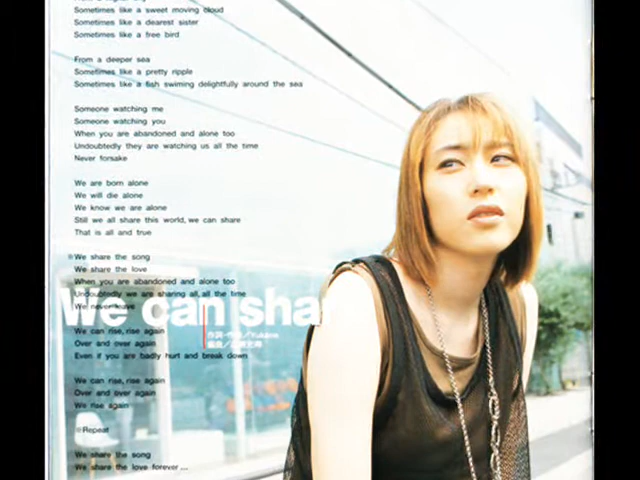 Sometimes like a sweet moving cloud
Sometimes like a dearest sister
Sometimes like a free bird
From a deeper sea
Sometimes like a pretty ripple
Sometimes like a fish swiming delightfully around the sea
Someone watching me
Someone watching you
When you are abandoned and alone too
Undoubtedly they are watching us all the time
Never forsake
We are born alone
We will die alone
We know we are alone
Still we all share this world, we can share
That is all and true
※We share the song
We share the love
When you are abandoned and alone too
Undoubtedly we are sharing all, all the time
We never leave
We can share
We can rise, rise again
Over and over again
Even if you are badly hurt and break down
We can rise, rise again
Over and over again
We rise again
※Repeat
We share the song
We share the love forever...